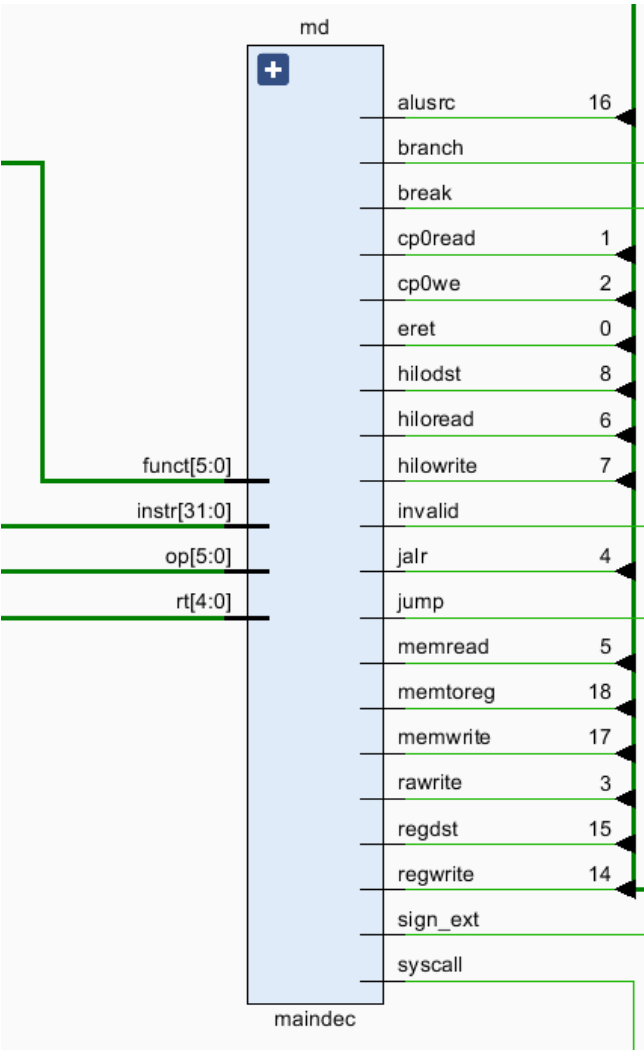 md
alusrc 16
branch
break
cp0read 1
cp0we 2
eret 0
hilodst 8
hiloread 6
funct[5:0] hilowrite 7
instr[31:0] invalid
op[5:0] jalr 4
rt[4:0] jump
memread 5
memtoreg 18
memwrite 17
rawrite 3
regdst 15
regwrite 14
sign_ext
syscall
maindec